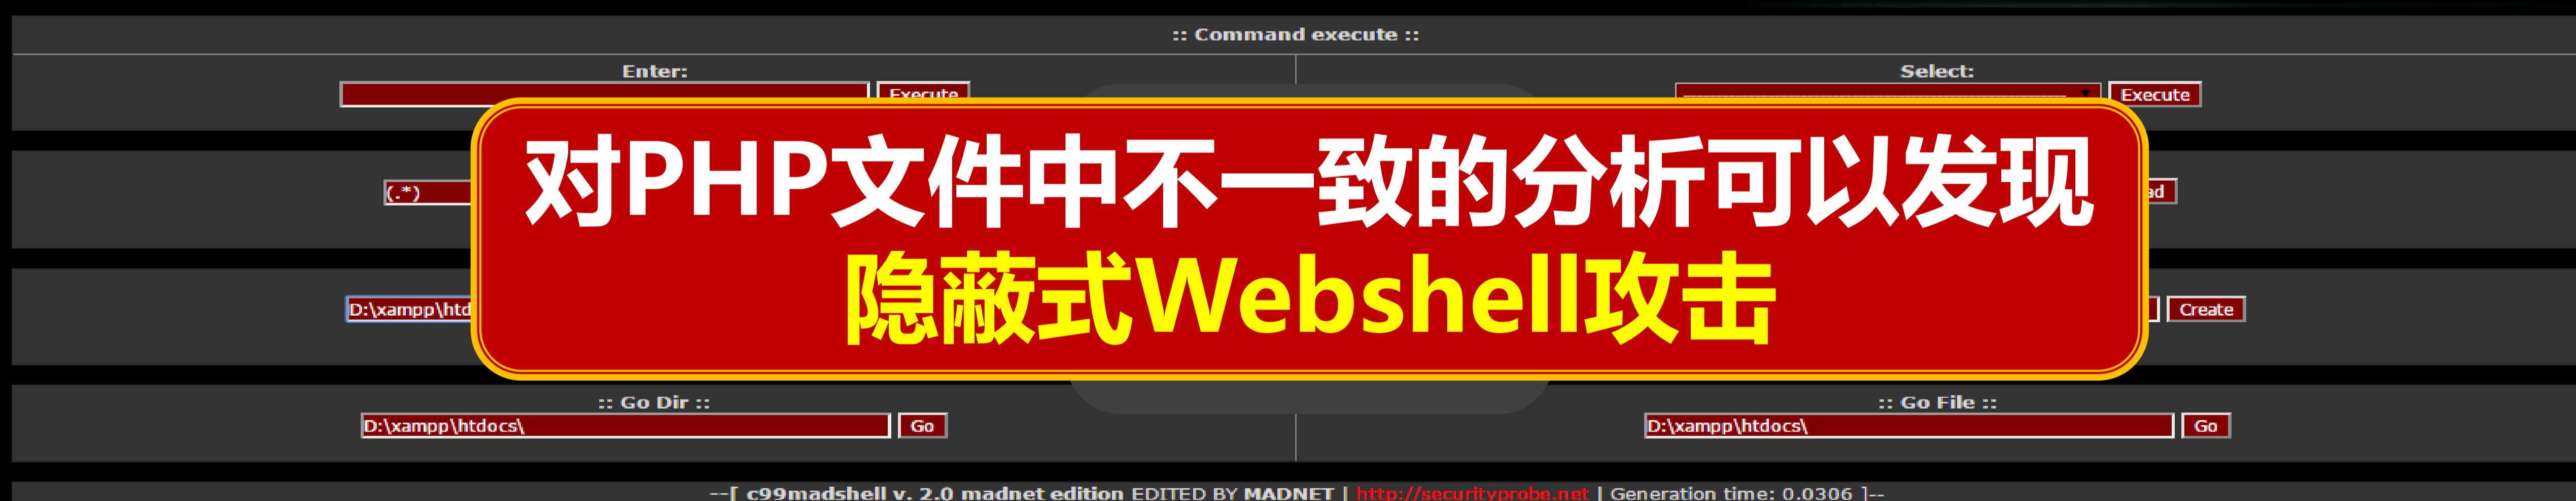 :: Command execute ::
Enter:
Select:
Execute
Execute
对PHP文件中不一致的分析可以发现
隐蔽式Webshell攻击
(.*)
ad
D:\xampp\htd
Create
:: Go Dir ::
:: Go File ::
D:\xampp\htdocs\
Go
D:\xampp\htdocs\
Go
--[ c99madshell v. 2.0 madnet edition EDITED BY MADNET | http://securityprobe.net | Generation time: 0.0306 ]--